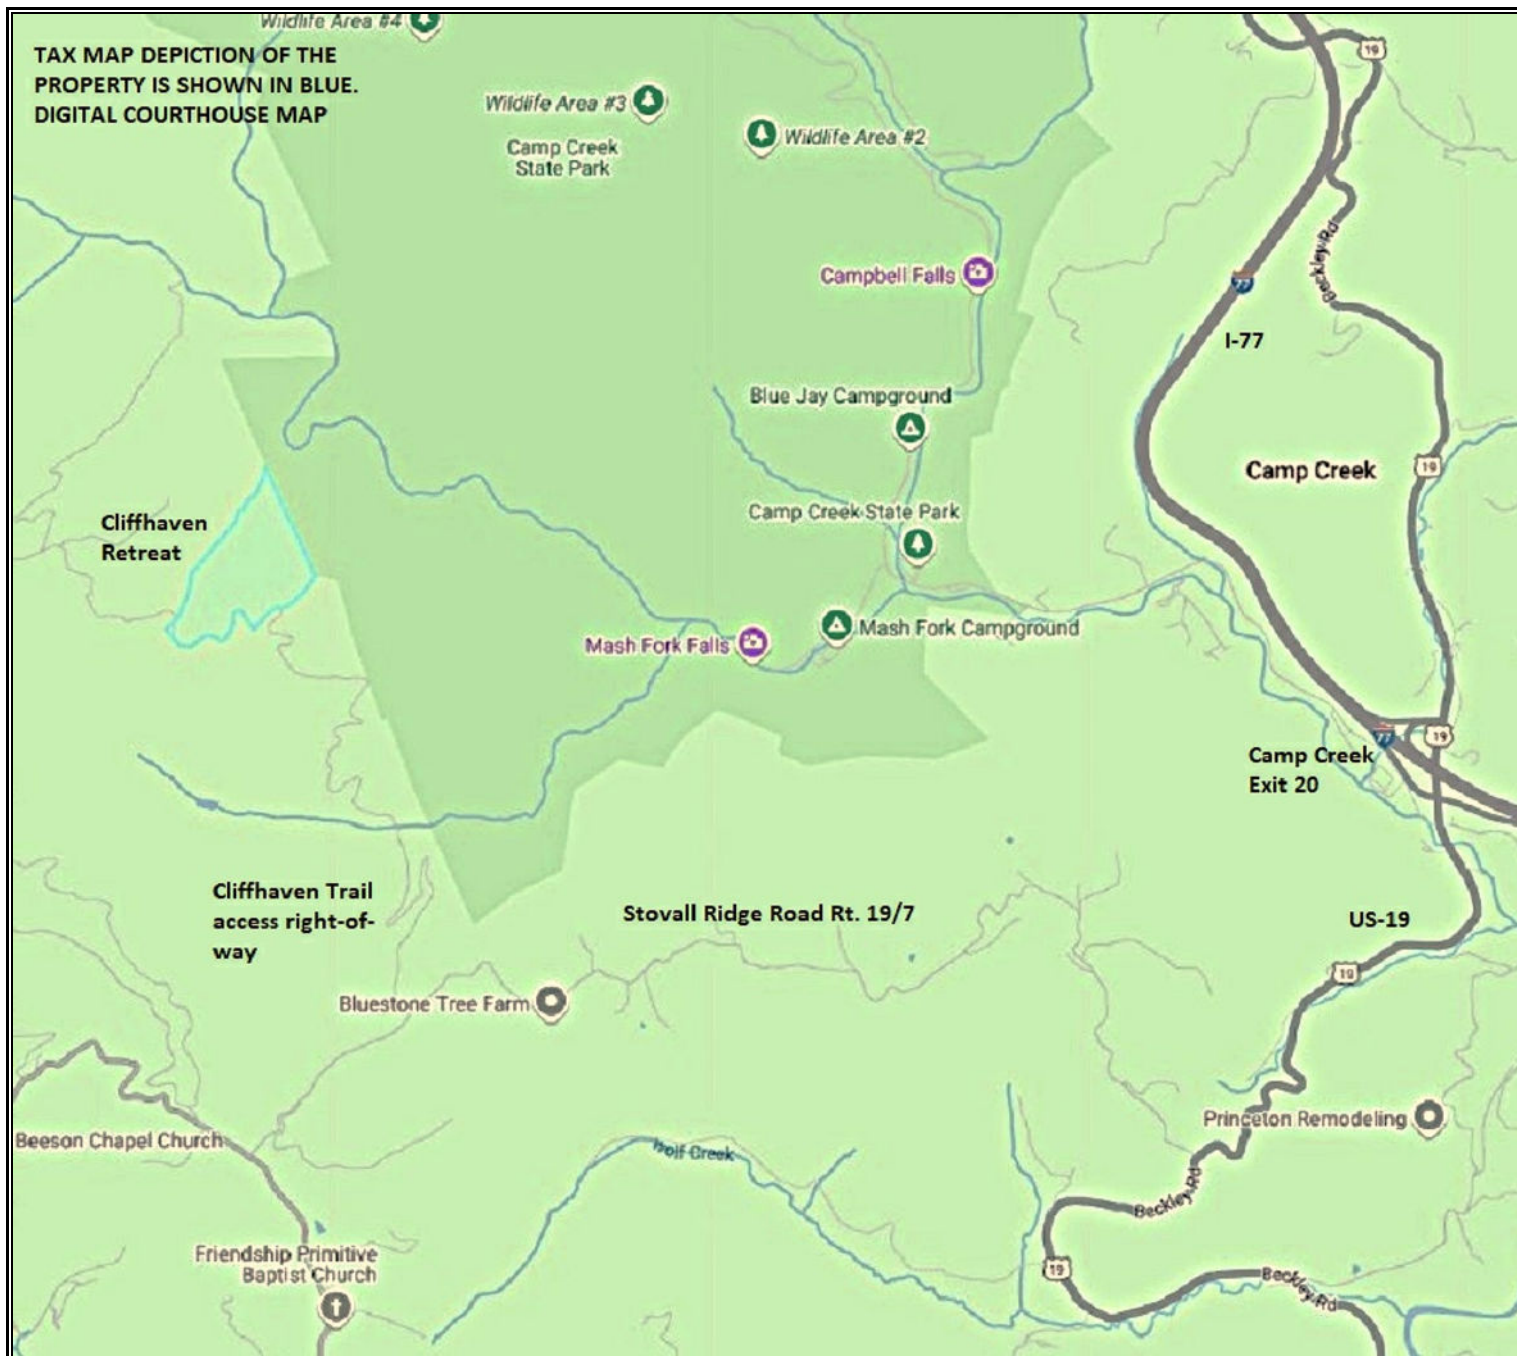 Wildlife Area #4
TAX MAP DEPICTION OF THE
PROPERTY IS SHOWN IN BLUE.
DIGITAL COURTHOUSE MAP
19
Wildlife Area #3
Wildlife Area #2
Camp Creek
State Park
Beckley Rd
Campbell Falls
77
I-77
Blue Jay Campground
Camp Creek
19
Camp Creek State Park
Cliffhaven
Retreat
Mash Fork Campground
Mash Fork Falls
77
19
Camp Creek
Exit 20
Cliffhaven Trail
access right-of-
way
Stovall Ridge Road Rt. 19/7
US-19
19
Bluestone Tree Farm
Princeton Remodeling
Beeson Chapel Church
Wolf Creek
Beckley Rd
Friendship Primitive
Baptist Church
19
Beckley Rd